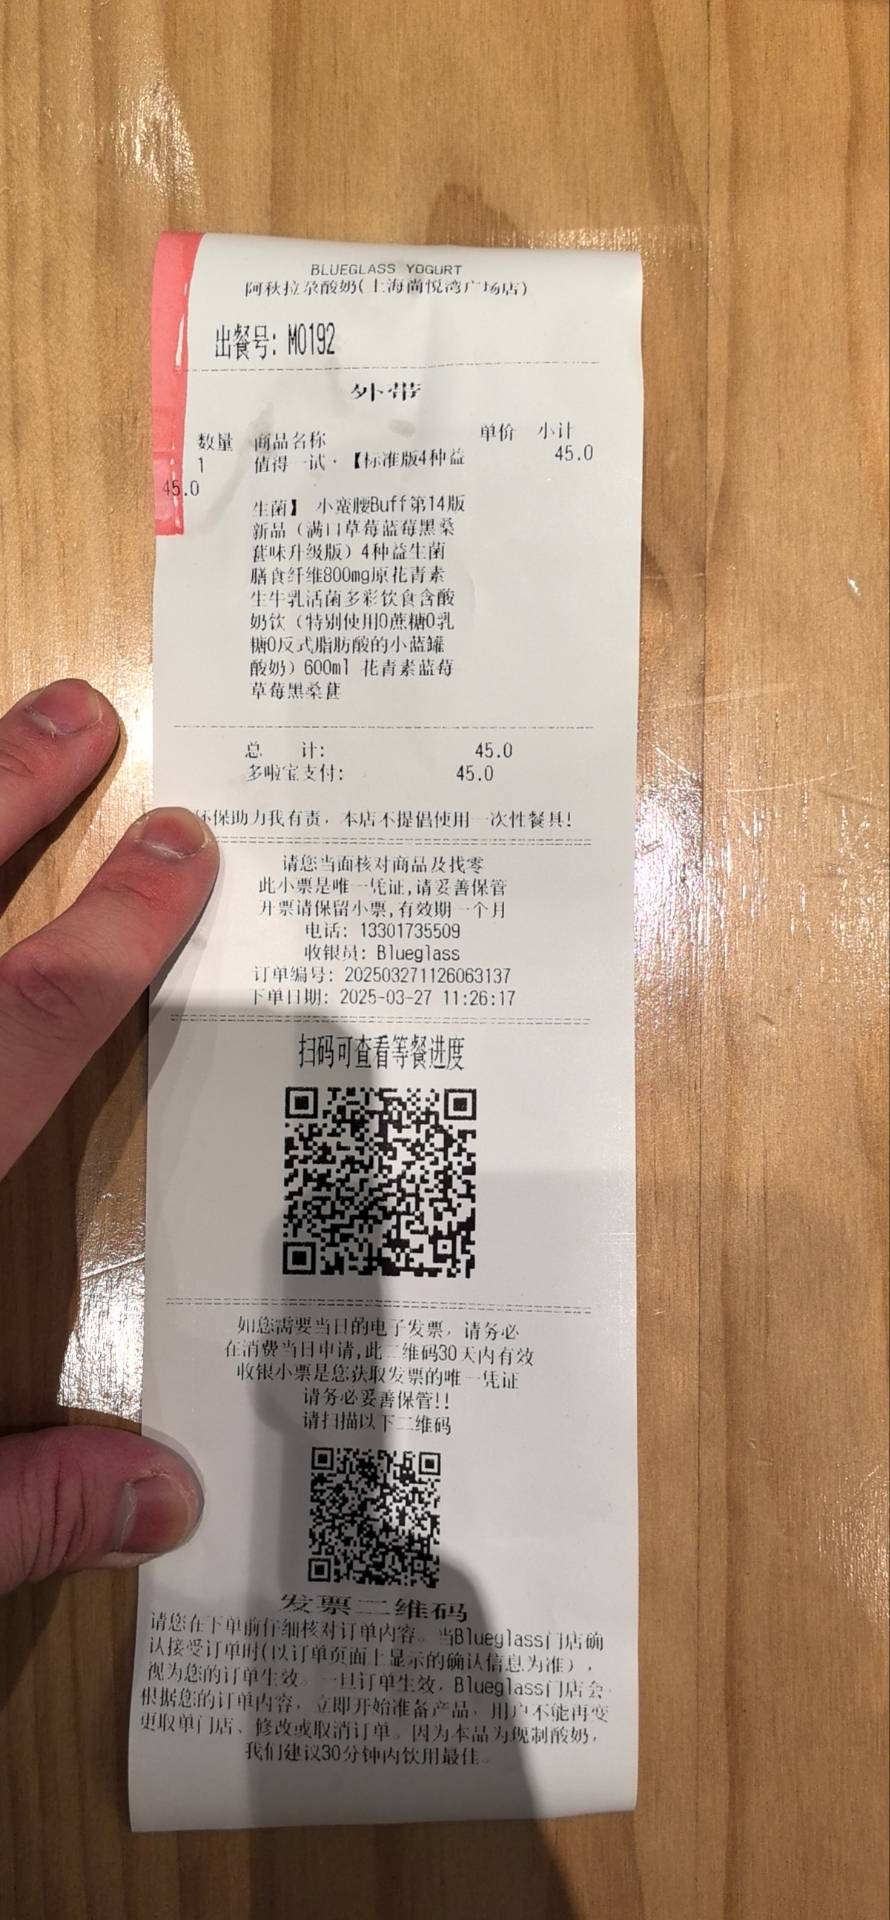 BLUEGLASS YOGURT
阿秋拉尕酸奶(上海尚悦湾广场店)
出餐号: M0192
外带
数量 商品名称 单价 小计
1 值得一试·【标准版4种益 45.0
45.0
生菌】 小蛮腰Buff第14版
新品（满口草莓蓝莓黑桑
葚味升级版）4种益生菌
膳食纤维800mg原花青素
生牛乳活菌多彩饮食含酸
奶饮（特别使用0蔗糖0乳
糖0反式脂肪酸的小蓝罐
酸奶）600ml 花青素蓝莓
草莓黑桑葚
总 计: 45.0
多啦宝支付: 45.0
环保助力我有责，本店不提倡使用一次性餐具!
请您当面核对商品及找零
此小票是唯一凭证,请妥善保管
开票请保留小票,有效期一个月
电话: 13301735509
收银员: Blueglass
订单编号: 202503271126063137
下单日期: 2025-03-27 11:26:17
扫码可查看等餐进度
如您需要当日的电子发票，请务必
在消费当日申请,此二维码30天内有效
收银小票是您获取发票的唯一凭证
请务必妥善保管!!
请扫描以下二维码
发票二维码
请您在下单前仔细核对订单内容。当Blueglass门店确
认接受订单时(以订单页面上显示的确认信息为准)，
视为您的订单生效。一旦订单生效，Blueglass门店会
根据您的订单内容，立即开始准备产品，用户不能再变
更取单门店、修改或取消订单。因为本品为现制酸奶，
我们建议30分钟内饮用最佳。